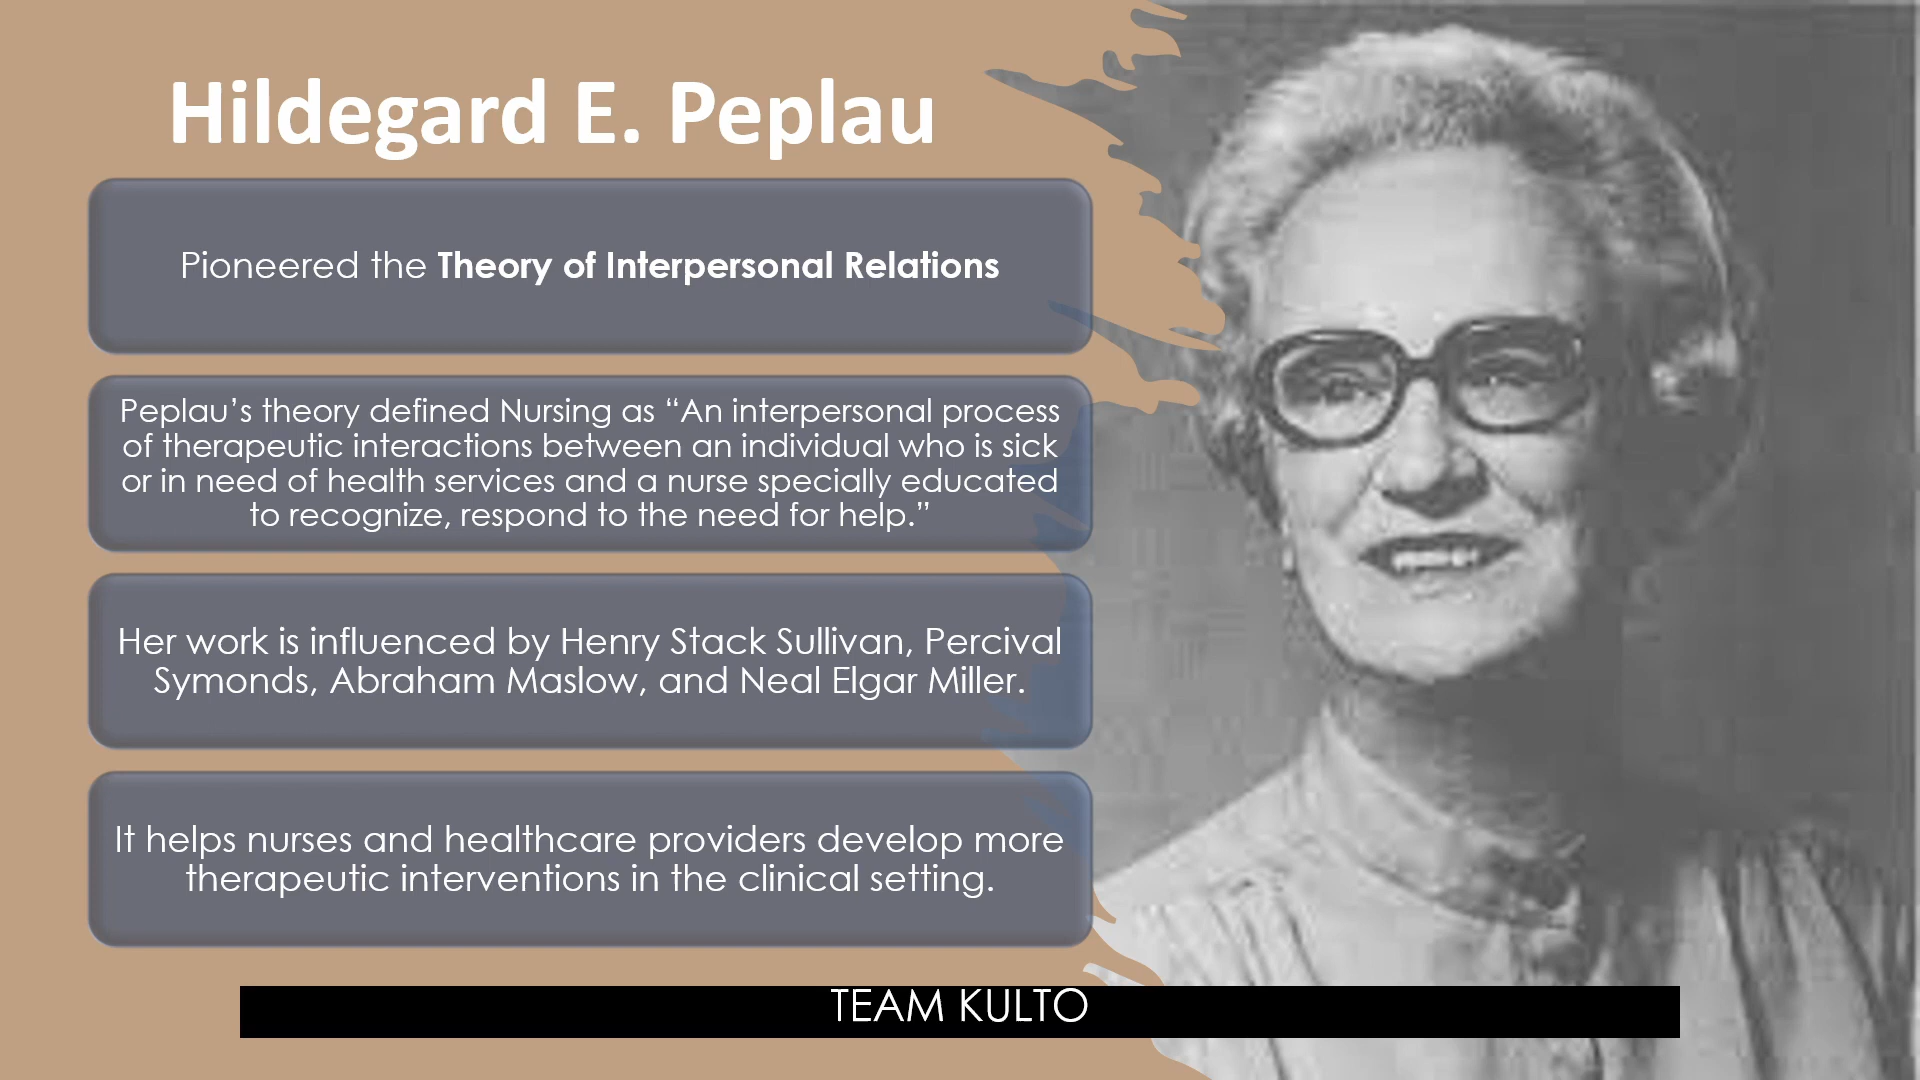 Hildegard E. Peplau
Pioneered the Theory of Interpersonal Relations
Peplau’s theory defined Nursing as “An interpersonal process
of therapeutic interactions between an individual who is sick
or in need of health services and a nurse specially educated
to recognize, respond to the need for help.”
Her work is influenced by Henry Stack Sullivan, Percival
Symonds, Abraham Maslow, and Neal Elgar Miller.
It helps nurses and healthcare providers develop more
therapeutic interventions in the clinical setting.
TEAM KULTO